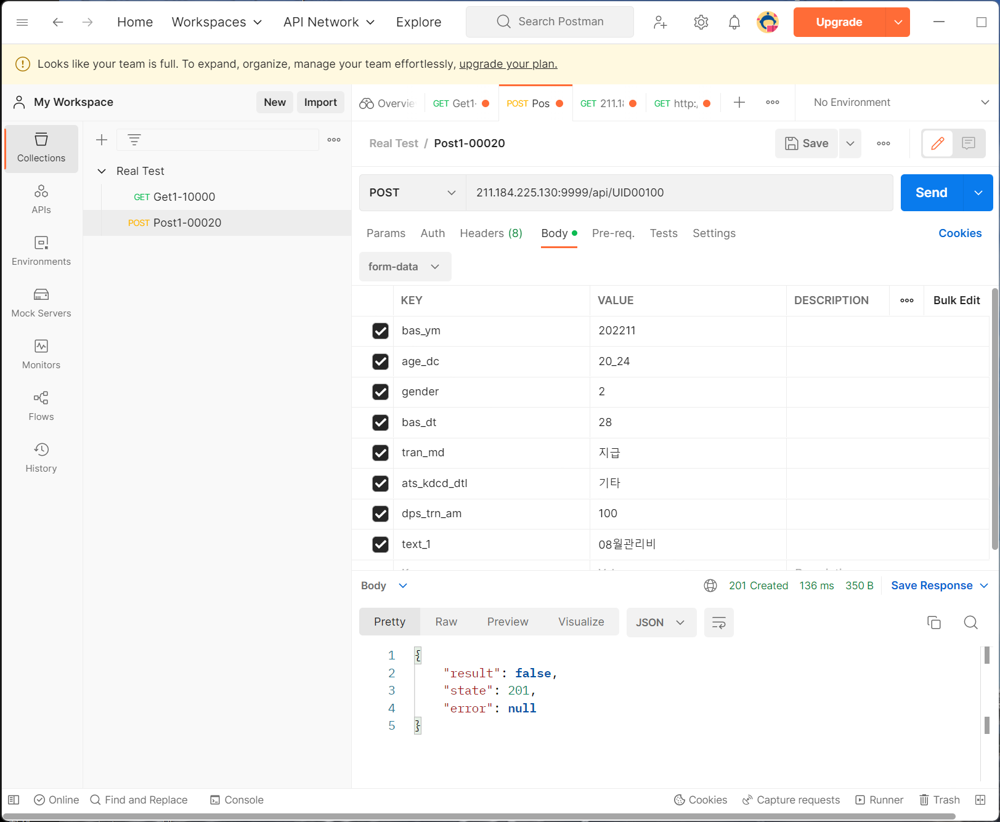 Home Workspaces API Network Explore Search Postman Upgrade
Looks like your team is full. To expand, organize, manage your team effortlessly, upgrade your plan.
My Workspace New Import
Overvie GET Get1- POST Pos GET 211.18 GET http:/ No Environment
Collections
APIs
Environments
Mock Servers
Monitors
Flows
History
Real Test
GET Get1-10000
POST Post1-00020
Real Test / Post1-00020 Save
POST 211.184.225.130:9999/api/UID00100 Send
Params Auth Headers (8) Body Pre-req. Tests Settings Cookies
form-data
KEY VALUE DESCRIPTION Bulk Edit
bas_ym 202211
age_dc 20_24
gender 2
bas_dt 28
tran_md 지급
ats_kdcd_dtl 기타
dps_trn_am 100
text_1 08월관리비
Body 201 Created 136 ms 350 B Save Response
Pretty Raw Preview Visualize JSON
1 {
2 "result": false,
3 "state": 201,
4 "error": null
5 }
Online Find and Replace Console Cookies Capture requests Runner Trash